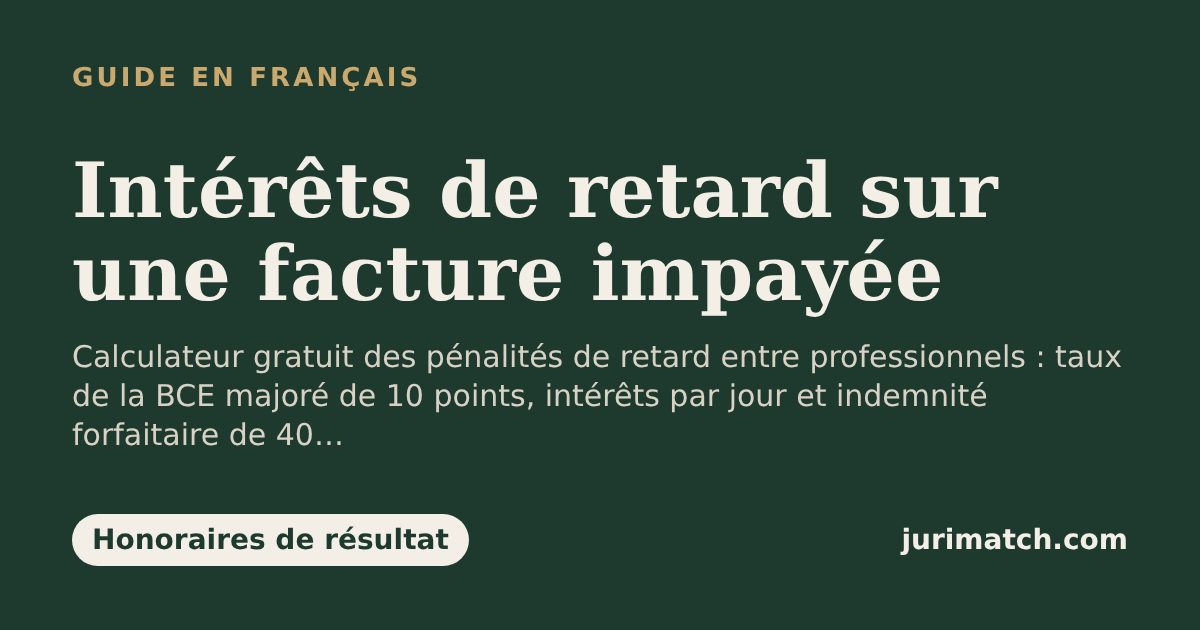 GUIDE EN FRANÇAIS
Intérêts de retard sur
une facture impayée
Calculateur gratuit des pénalités de retard entre professionnels : taux
de la BCE majoré de 10 points, intérêts par jour et indemnité
forfaitaire de 40…
Honoraires de résultat
jurimatch.com